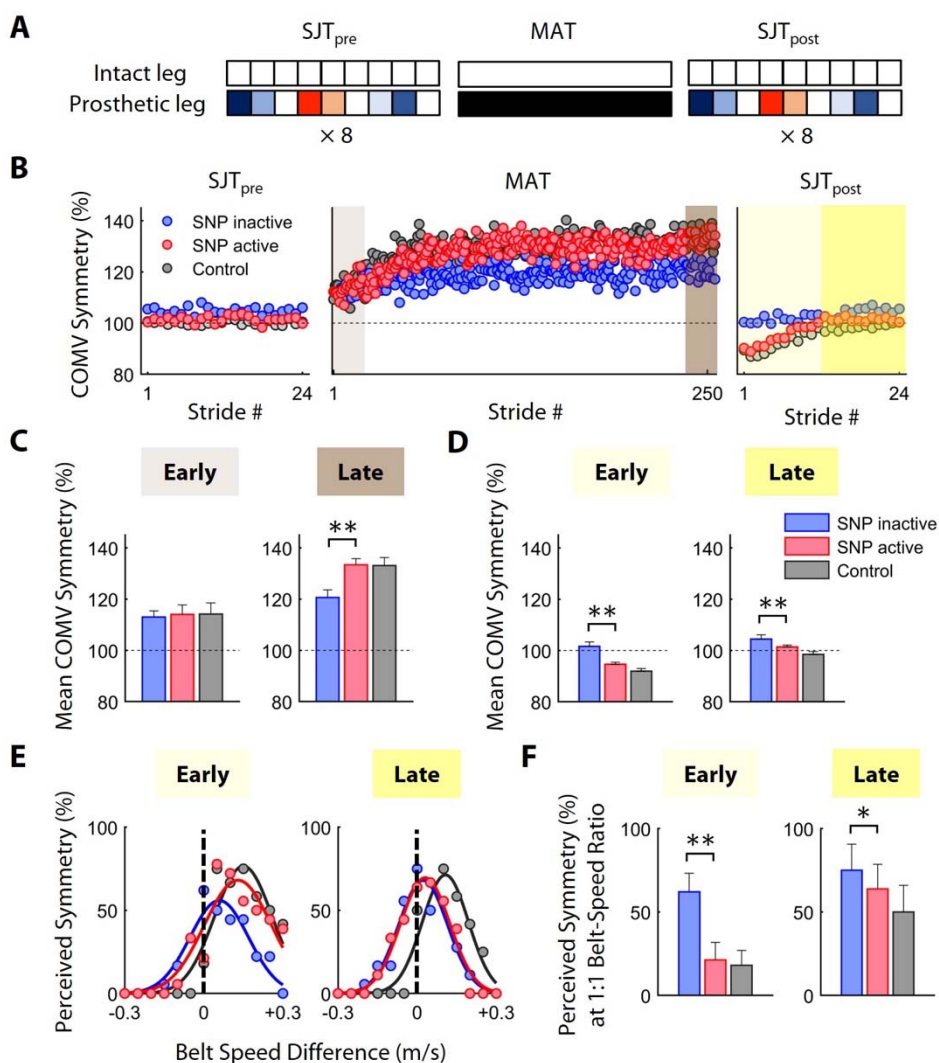 A
SJTpre MAT SJTpost
Intact leg
Prosthetic leg
× 8 × 8
B
SJTpre MAT SJTpost
COMV Symmetry (%)
140
120
100
80
SNP inactive
SNP active
Control
1 24 1 250 1 24
Stride # Stride # Stride #
C
Early Late
Mean COMV Symmetry (%)
140 140
120 120
100 100
80 80
**
D
Early Late
Mean COMV Symmetry (%)
140 140
120 120
100 100
80 80
** **
SNP inactive
SNP active
Control
E
Early Late
Perceived Symmetry (%)
100 100
50 50
0 0
-0.3 0 +0.3 -0.3 0 +0.3
Belt Speed Difference (m/s)
F
Early Late
Perceived Symmetry (%)
at 1:1 Belt-Speed Ratio
100 100
50 50
0 0
** *